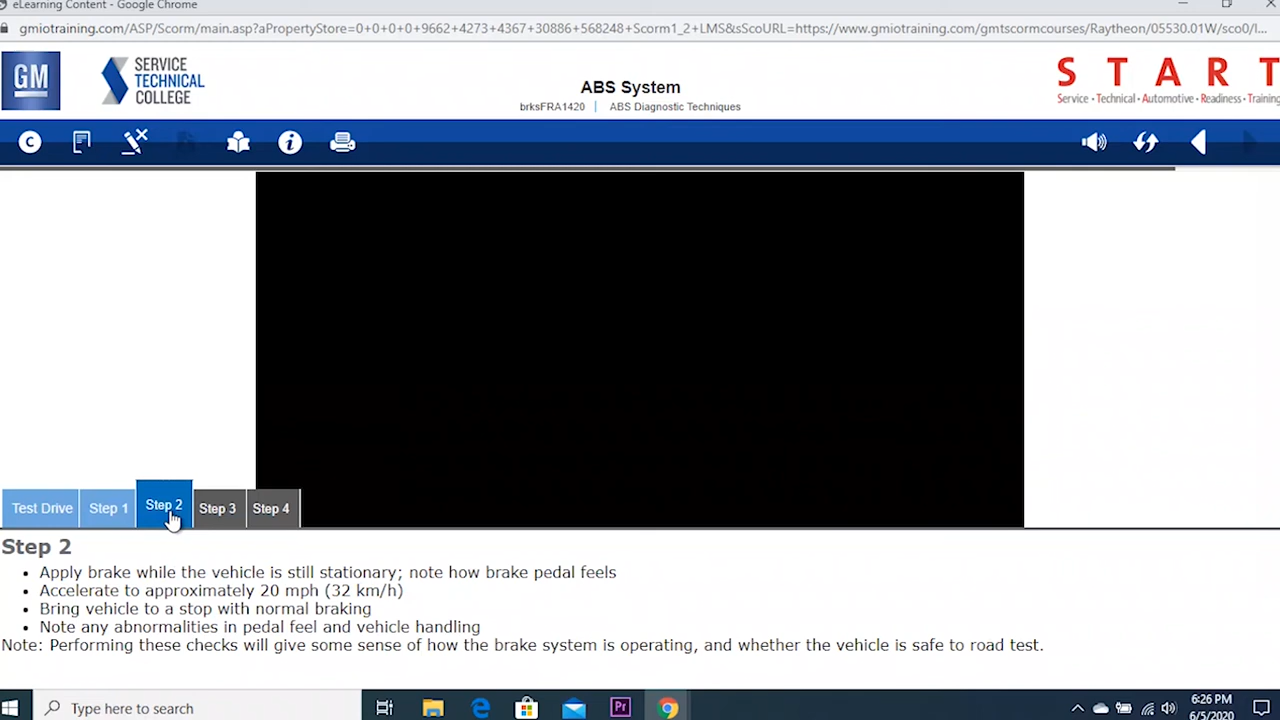 eLearning Content - Google Chrome
gmiotraining.com/ASP/Scorm/main.asp?aPropertyStore=0+0+0+0+9662+4273+4367+30886+568248+Scorm1_2+LMS&sScoURL=https://www.gmiotraining.com/gmtscormcourses/Raytheon/05530.01W/sco0/l...
GM
SERVICE
TECHNICAL
COLLEGE
ABS System
brksFRA1420 | ABS Diagnostic Techniques
START
Service • Technical • Automotive • Readiness • Training
C
Test Drive
Step 1
Step 2
Step 3
Step 4
Step 2
• Apply brake while the vehicle is still stationary; note how brake pedal feels
• Accelerate to approximately 20 mph (32 km/h)
• Bring vehicle to a stop with normal braking
• Note any abnormalities in pedal feel and vehicle handling
Note: Performing these checks will give some sense of how the brake system is operating, and whether the vehicle is safe to road test.
Type here to search
Pr
6:26 PM
6/5/2020